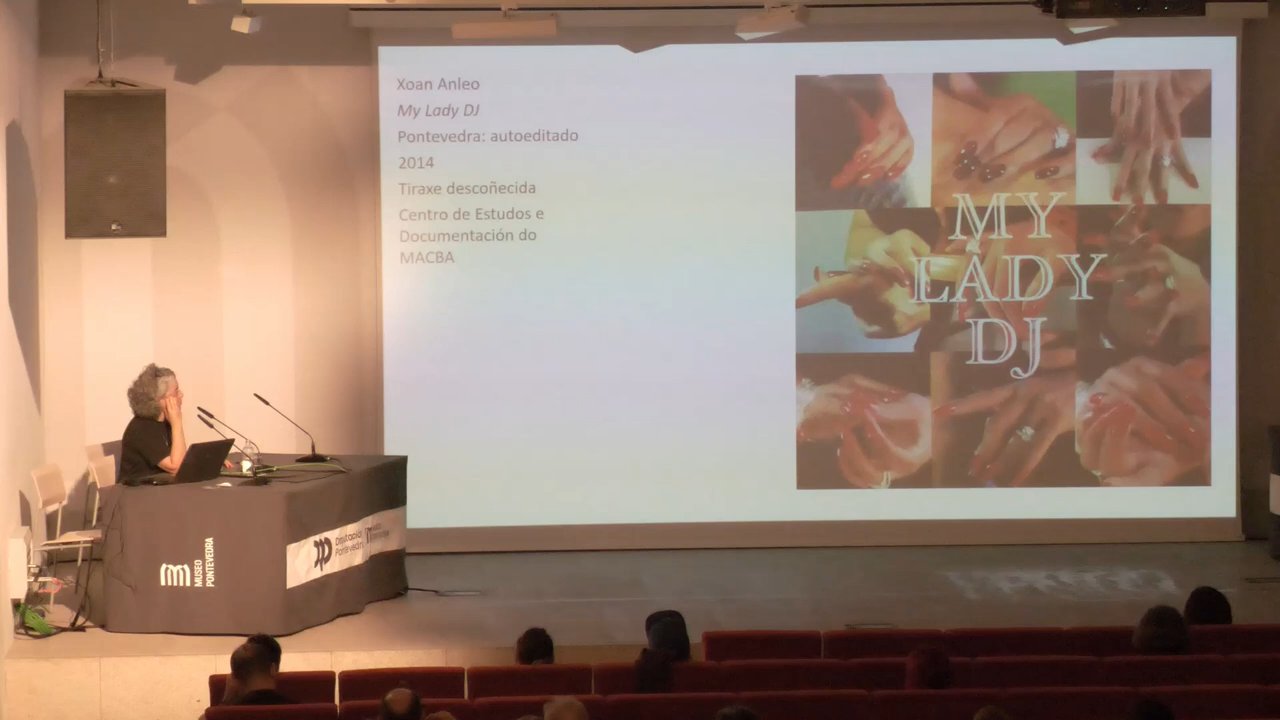 Xoan Anleo
My Lady DJ
Pontevedra: autoeditado
2014
Tiraxe descoñecida
Centro de Estudos e
Documentación do
MACBA
MY
LADY
DJ
MUSEO
PONTEVEDRA
Deputación
Pontevedra